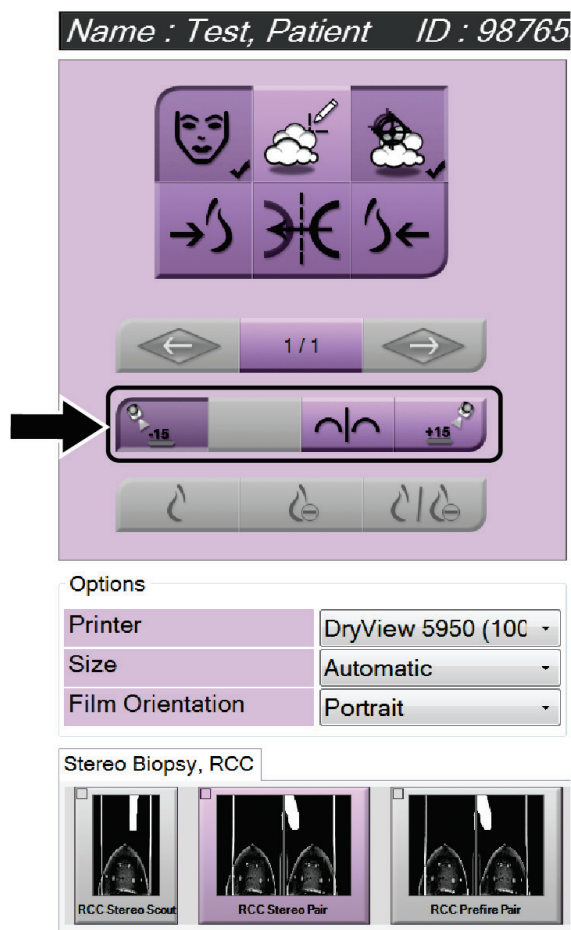 Name : Test, Patient ID : 98765
1 / 1
-15
+15
Options
Printer
DryView 5950 (100
Size
Automatic
Film Orientation
Portrait
Stereo Biopsy, RCC
RCC Stereo Scout
RCC Stereo Pair
RCC Prefire Pair